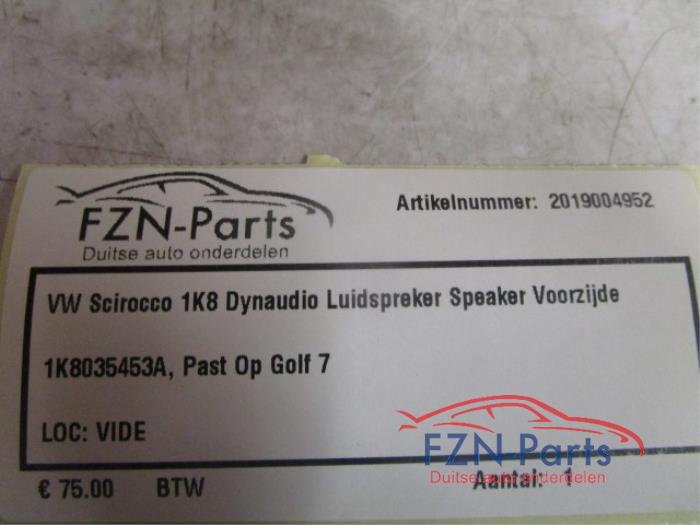 FZN-Parts
Duitse auto onderdelen
Artikelnummer: 2019004952
VW Scirocco 1K8 Dynaudio Luidspreker Speaker Voorzijde
1K8035453A, Past Op Golf 7
LOC: VIDE
€ 75.00 BTW Aantal: 1
FZN-Parts
Duitse auto onderdelen